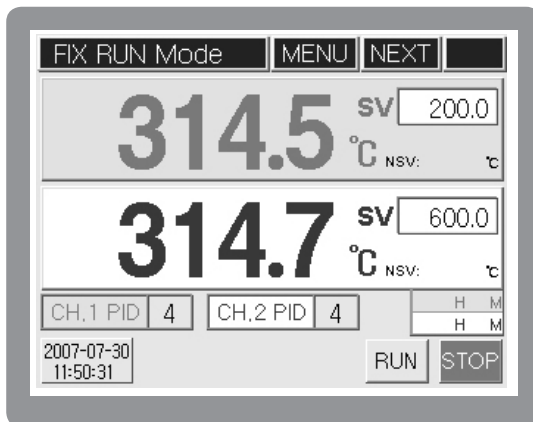 FIX RUN Mode MENU NEXT
314.5 SV 200.0
℃ NSV: ℃
314.7 SV 600.0
℃ NSV: ℃
CH.1 PID 4 CH.2 PID 4 H M
H M
2007-07-30
11:50:31
RUN STOP